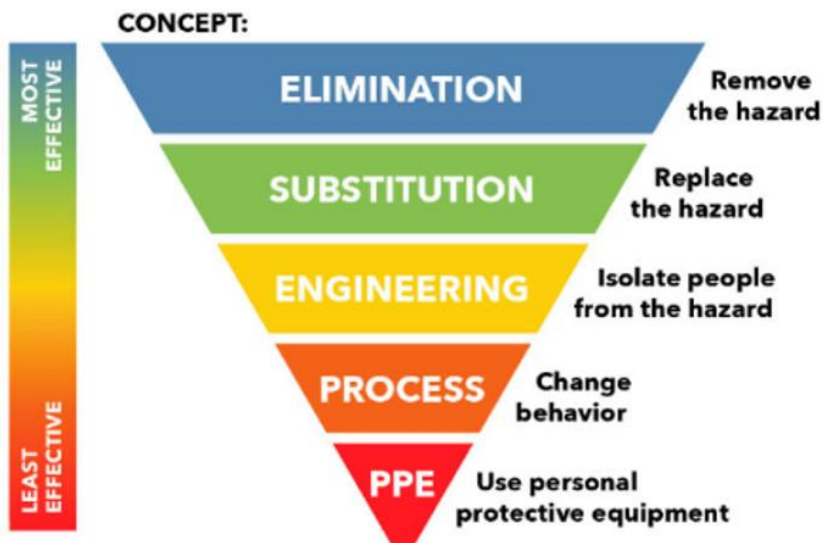 CONCEPT:
MOST
EFFECTIVE
ELIMINATION
Remove
the hazard
SUBSTITUTION
Replace
the hazard
ENGINEERING
Isolate people
from the hazard
PROCESS
Change
behavior
LEAST
EFFECTIVE
PPE
Use personal
protective equipment